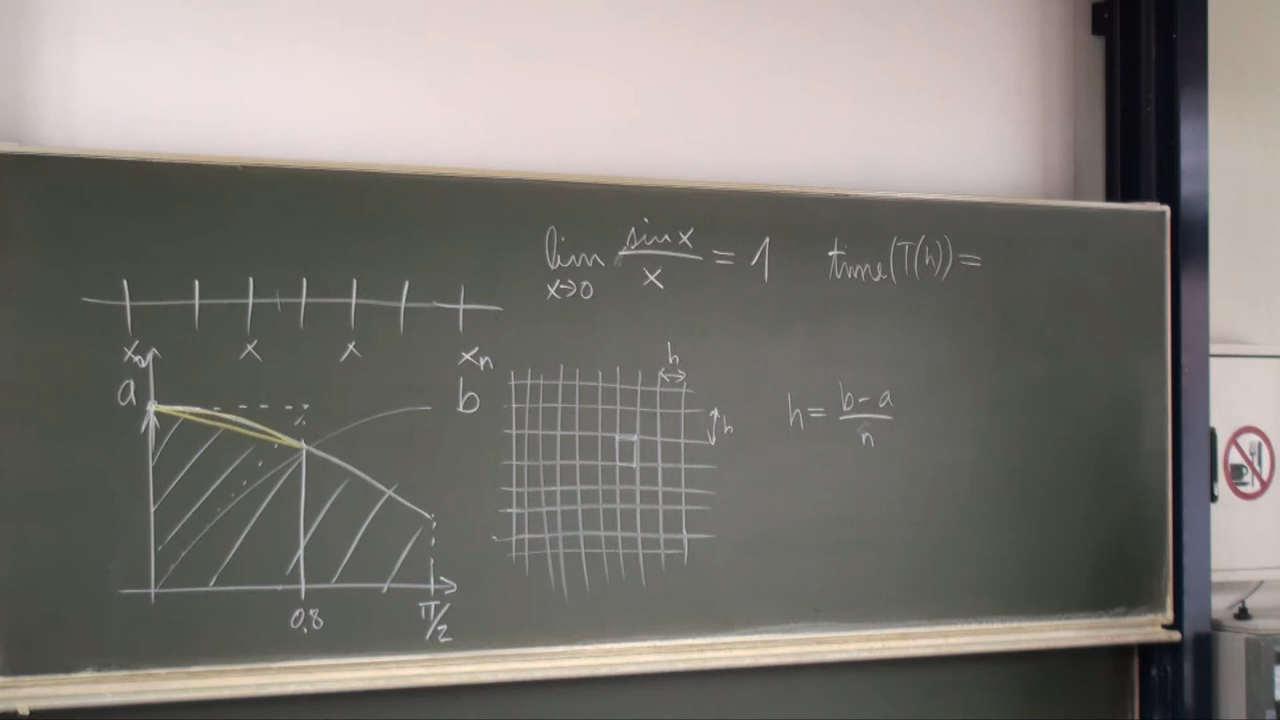 lim sin x / x = 1
x→0
time(T(h)) =
x₀ x x xₙ
a b
h
h
h = b-a / n
0,8 π/2